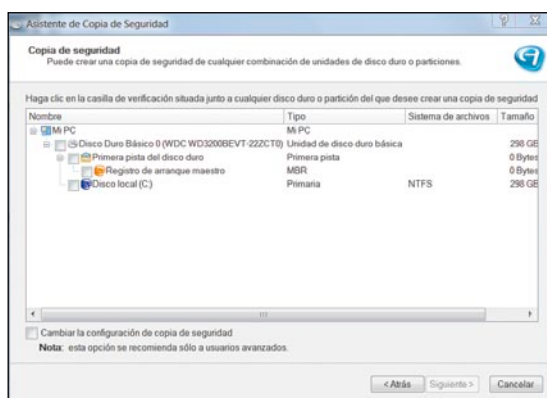 Asistente de Copia de Seguridad
Copia de seguridad
Puede crear una copia de seguridad de cualquier combinación de unidades de disco duro o particiones.
Haga clic en la casilla de verificación situada junto a cualquier disco duro o partición del que desee crear una copia de seguridad
Nombre Tipo Sistema de archivos Tamaño
Mi PC Mi PC
Disco Duro Básico 0 (WDC WD3200BEVT-22ZCT0) Unidad de disco duro básica 298 GB
Primera pista del disco duro Primera pista 0 Bytes
Registro de arranque maestro MBR 0 Bytes
Disco local (C:) Primaria NTFS 298 GB
Cambiar la configuración de copia de seguridad
Nota: esta opción se recomienda sólo a usuarios avanzados.
< Atrás Siguiente > Cancelar